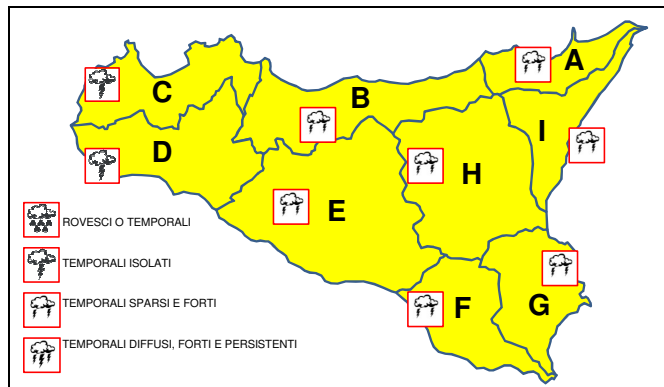 A
B
C
I
D
H
E
F
G
ROVESCI O TEMPORALI
TEMPORALI ISOLATI
TEMPORALI SPARSI E FORTI
TEMPORALI DIFFUSI, FORTI E PERSISTENTI